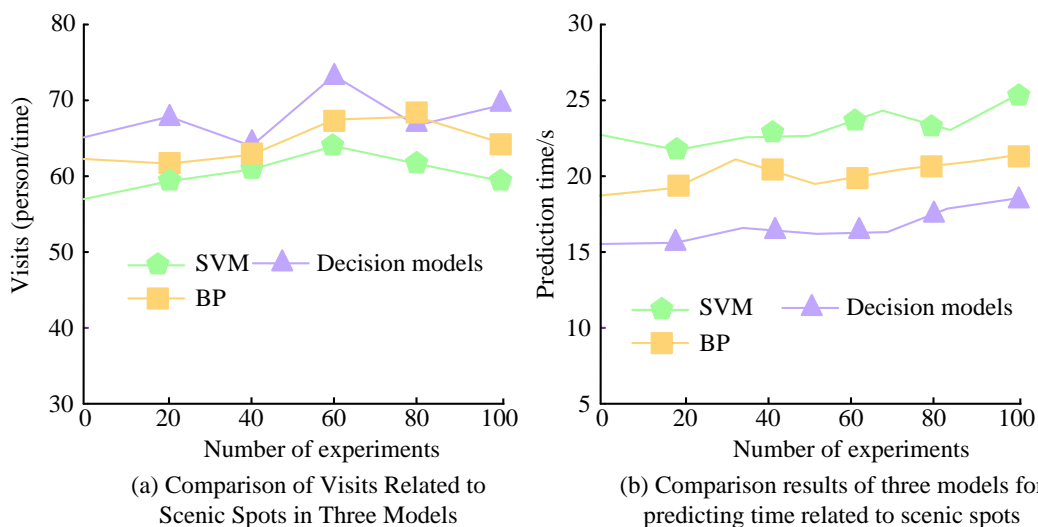 80
70
60
50
40
30
Visits (person/time)
SVM
Decision models
BP
0
20
40
60
80
100
Number of experiments
(a) Comparison of Visits Related to
Scenic Spots in Three Models
30
25
20
15
10
5
Prediction time/s
SVM
Decision models
BP
0
20
40
60
80
100
Number of experiments
(b) Comparison results of three models for
predicting time related to scenic spots